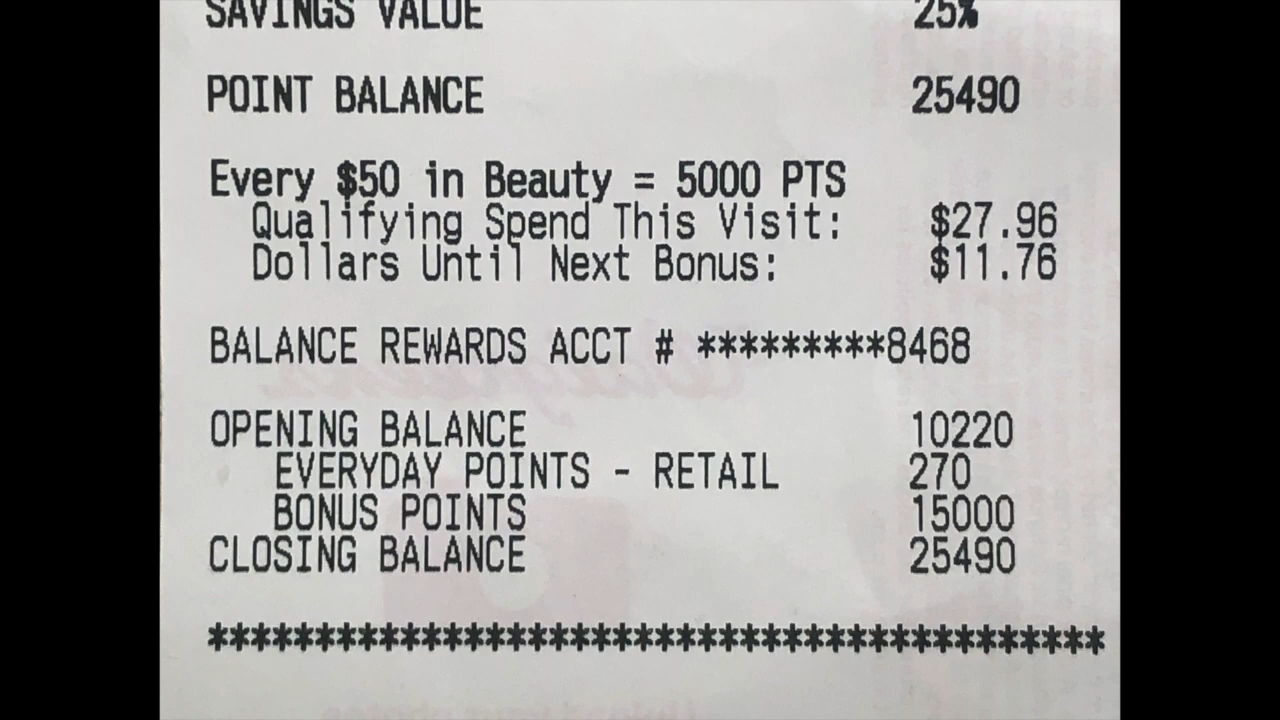 SAVINGS VALUE 25%
POINT BALANCE 25490
Every $50 in Beauty = 5000 PTS
Qualifying Spend This Visit: $27.96
Dollars Until Next Bonus: $11.76
BALANCE REWARDS ACCT # *********8468
OPENING BALANCE 10220
EVERYDAY POINTS - RETAIL 270
BONUS POINTS 15000
CLOSING BALANCE 25490
******************************************